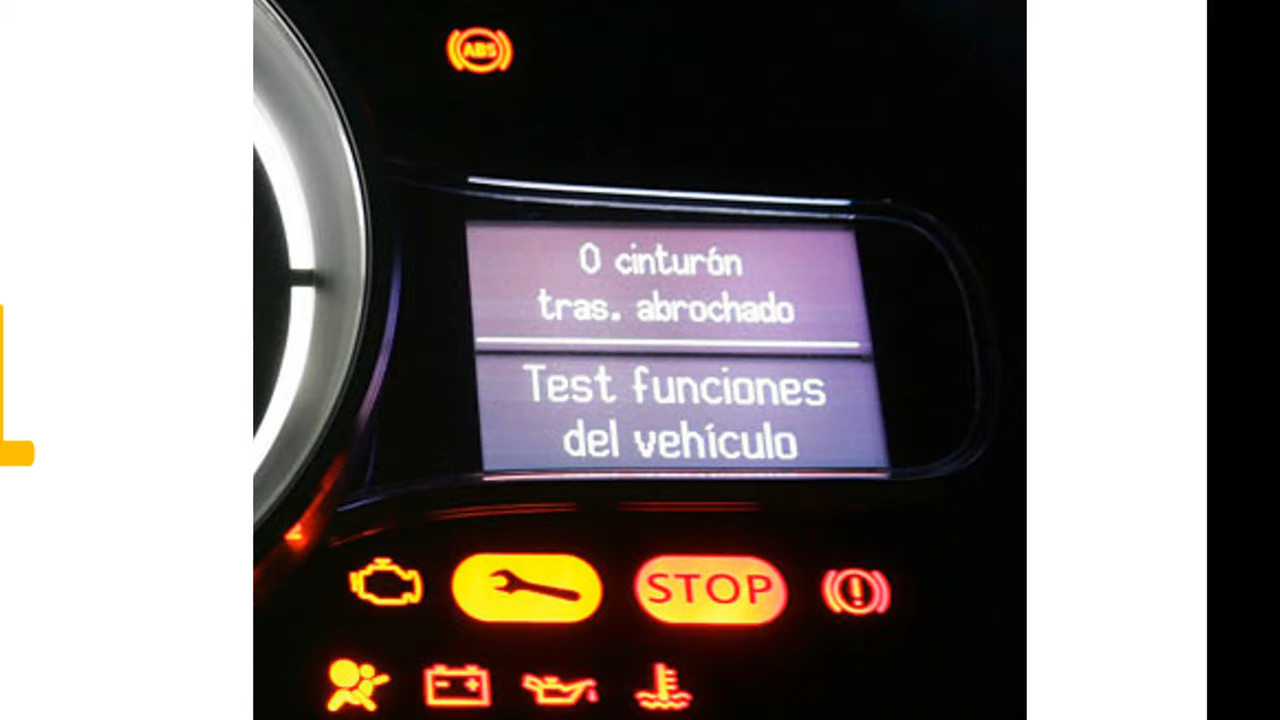 ABS
0 cinturón
tras. abrochado
Test funciones
del vehículo
STOP